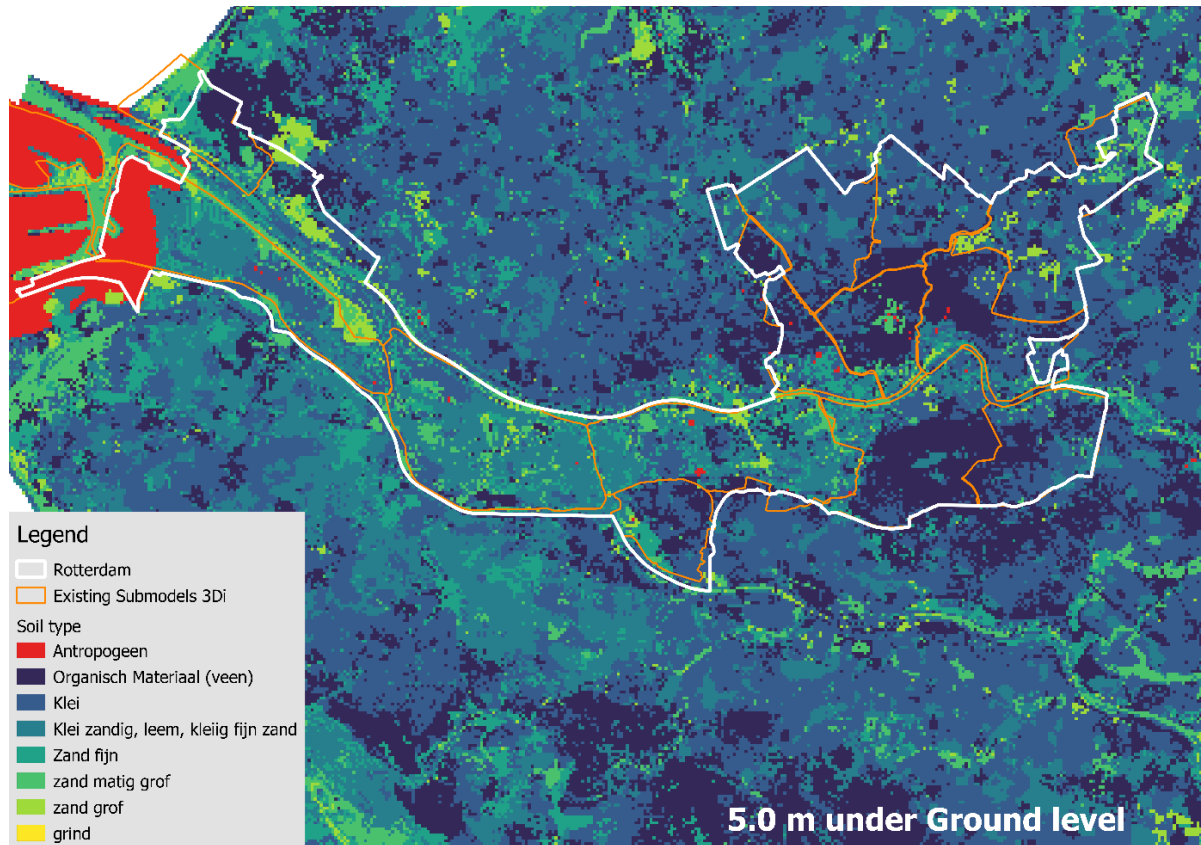 Legend
Rotterdam
Existing Submodels 3Di
Soil type
Antropogeen
Organisch Materiaal (veen)
Klei
Klei zandig, leem, kleiig fijn zand
Zand fijn
zand matig grof
zand grof
grind
5.0 m under Ground level